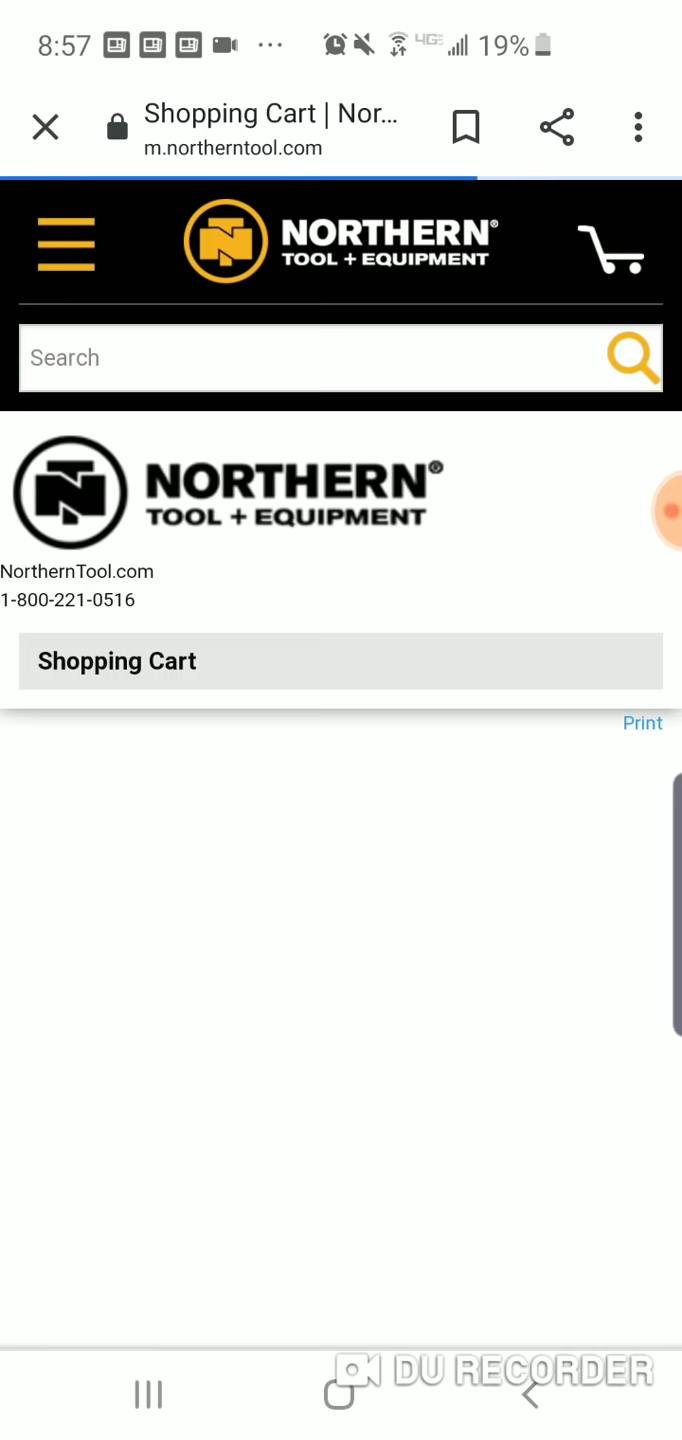 8:57 4GE 19%
Shopping Cart | Nor...
m.northerntool.com
NORTHERN®
TOOL + EQUIPMENT
Search
NORTHERN®
TOOL + EQUIPMENT
NorthernTool.com
1-800-221-0516
Shopping Cart
Print
DU RECORDER